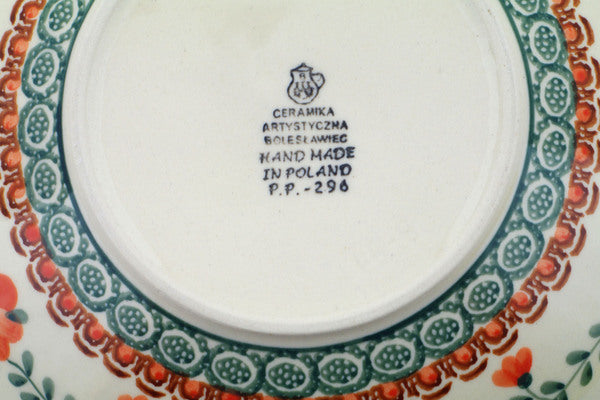 CERAMIKA
ARTYSTYCZNA
BOLESŁAWIEC
HAND MADE
IN POLAND
P.P.-296